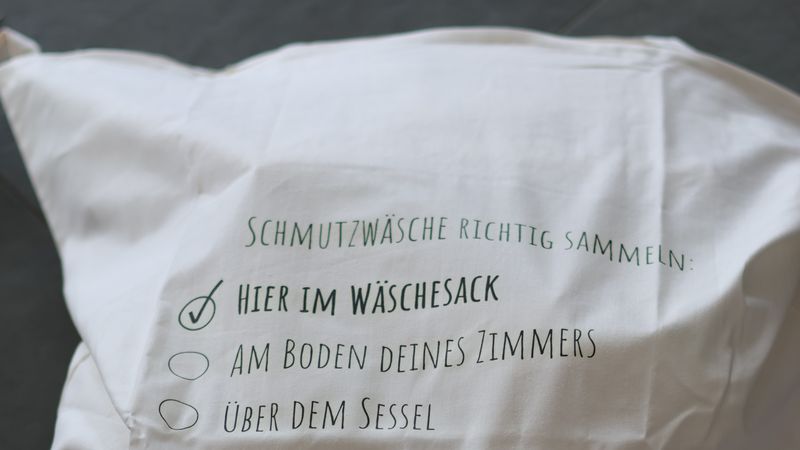 SCHMUTZWÄSCHE RICHTIG SAMMELN:
HIER IM WÄSCHESACK
AM BODEN DEINES ZIMMERS
ÜBER DEM SESSEL